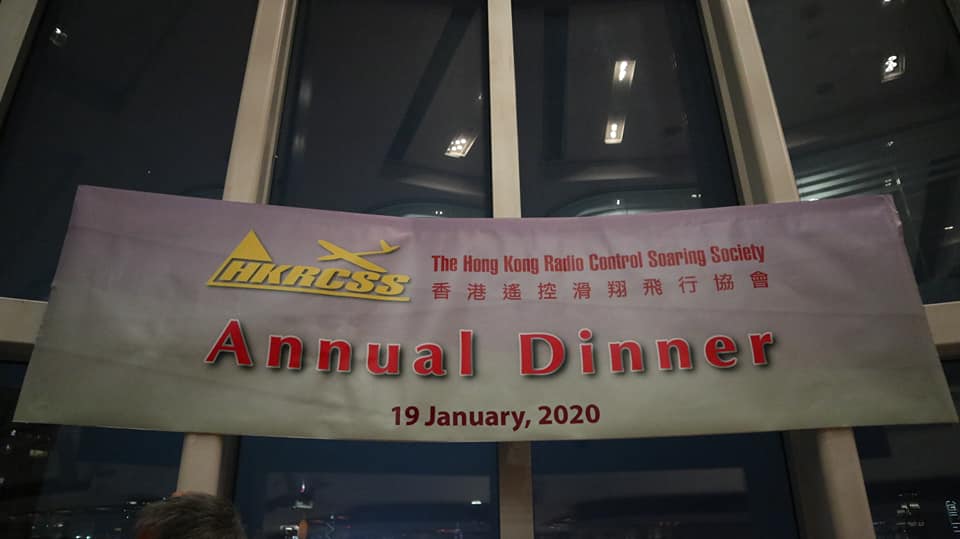 HKRCSS
The Hong Kong Radio Control Soaring Society
香港遙控滑翔飛行協會
Annual Dinner
19 January, 2020